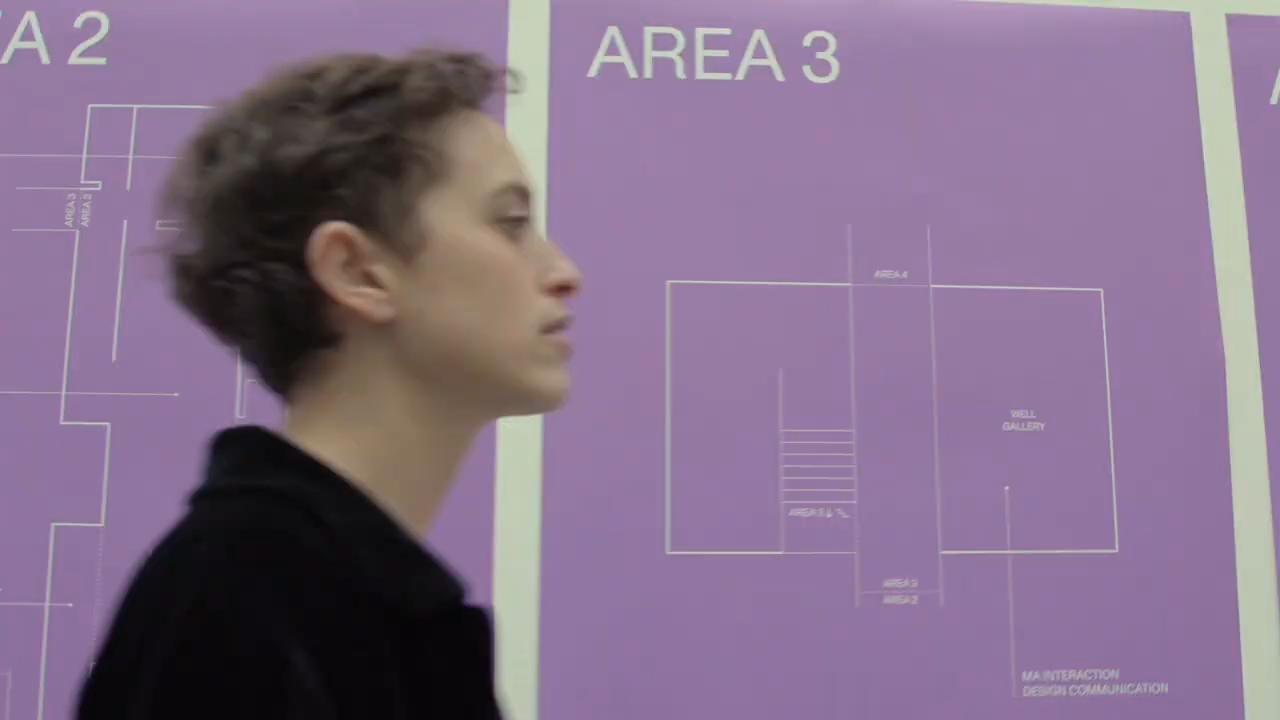 A 2
AREA 3
AREA 3
AREA 2
AREA 4
WELL
GALLERY
AREA 3
AREA 2
MA INTERACTION
DESIGN COMMUNICATION